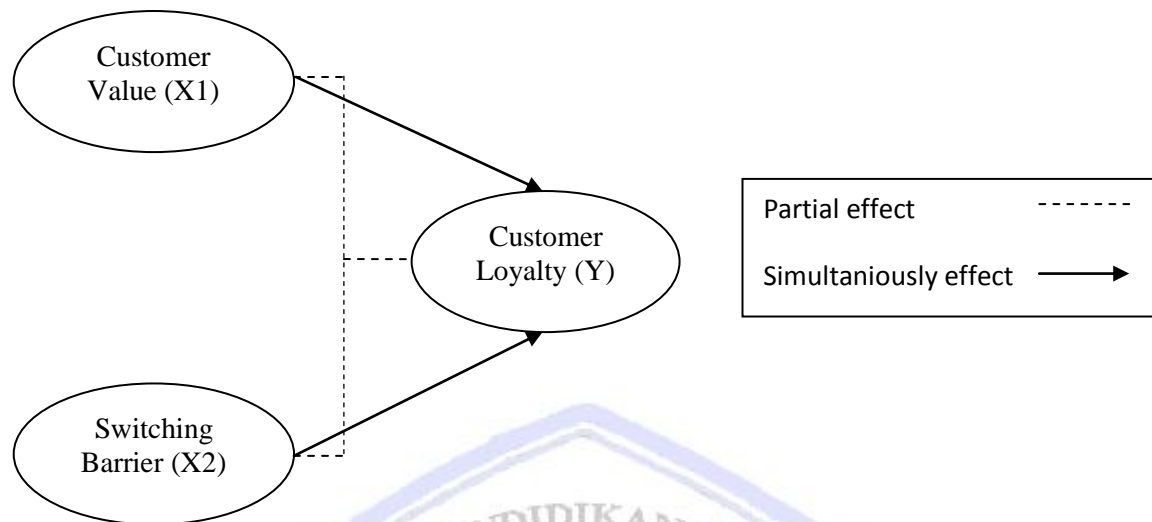 Customer
Value (X1)
Customer
Loyalty (Y)
Switching
Barrier (X2)
Partial effect
Simultaniously effect